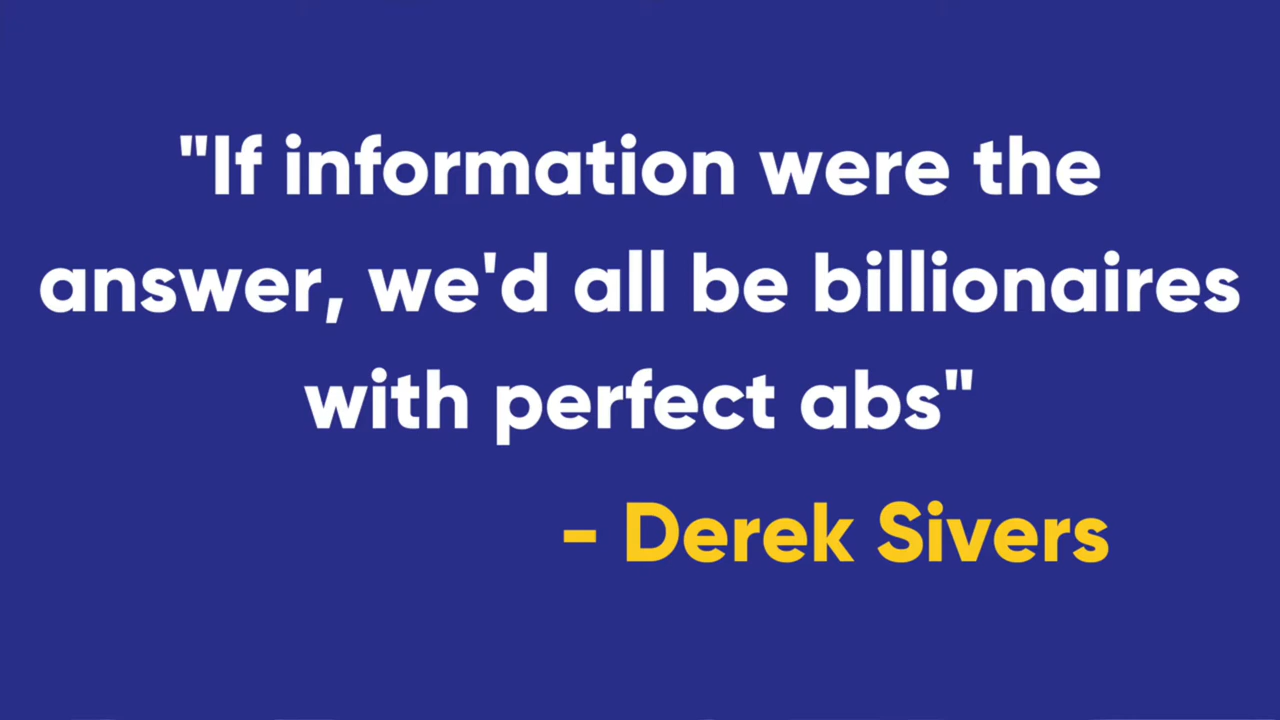 "If information were the
answer, we'd all be billionaires
with perfect abs"
- Derek Sivers